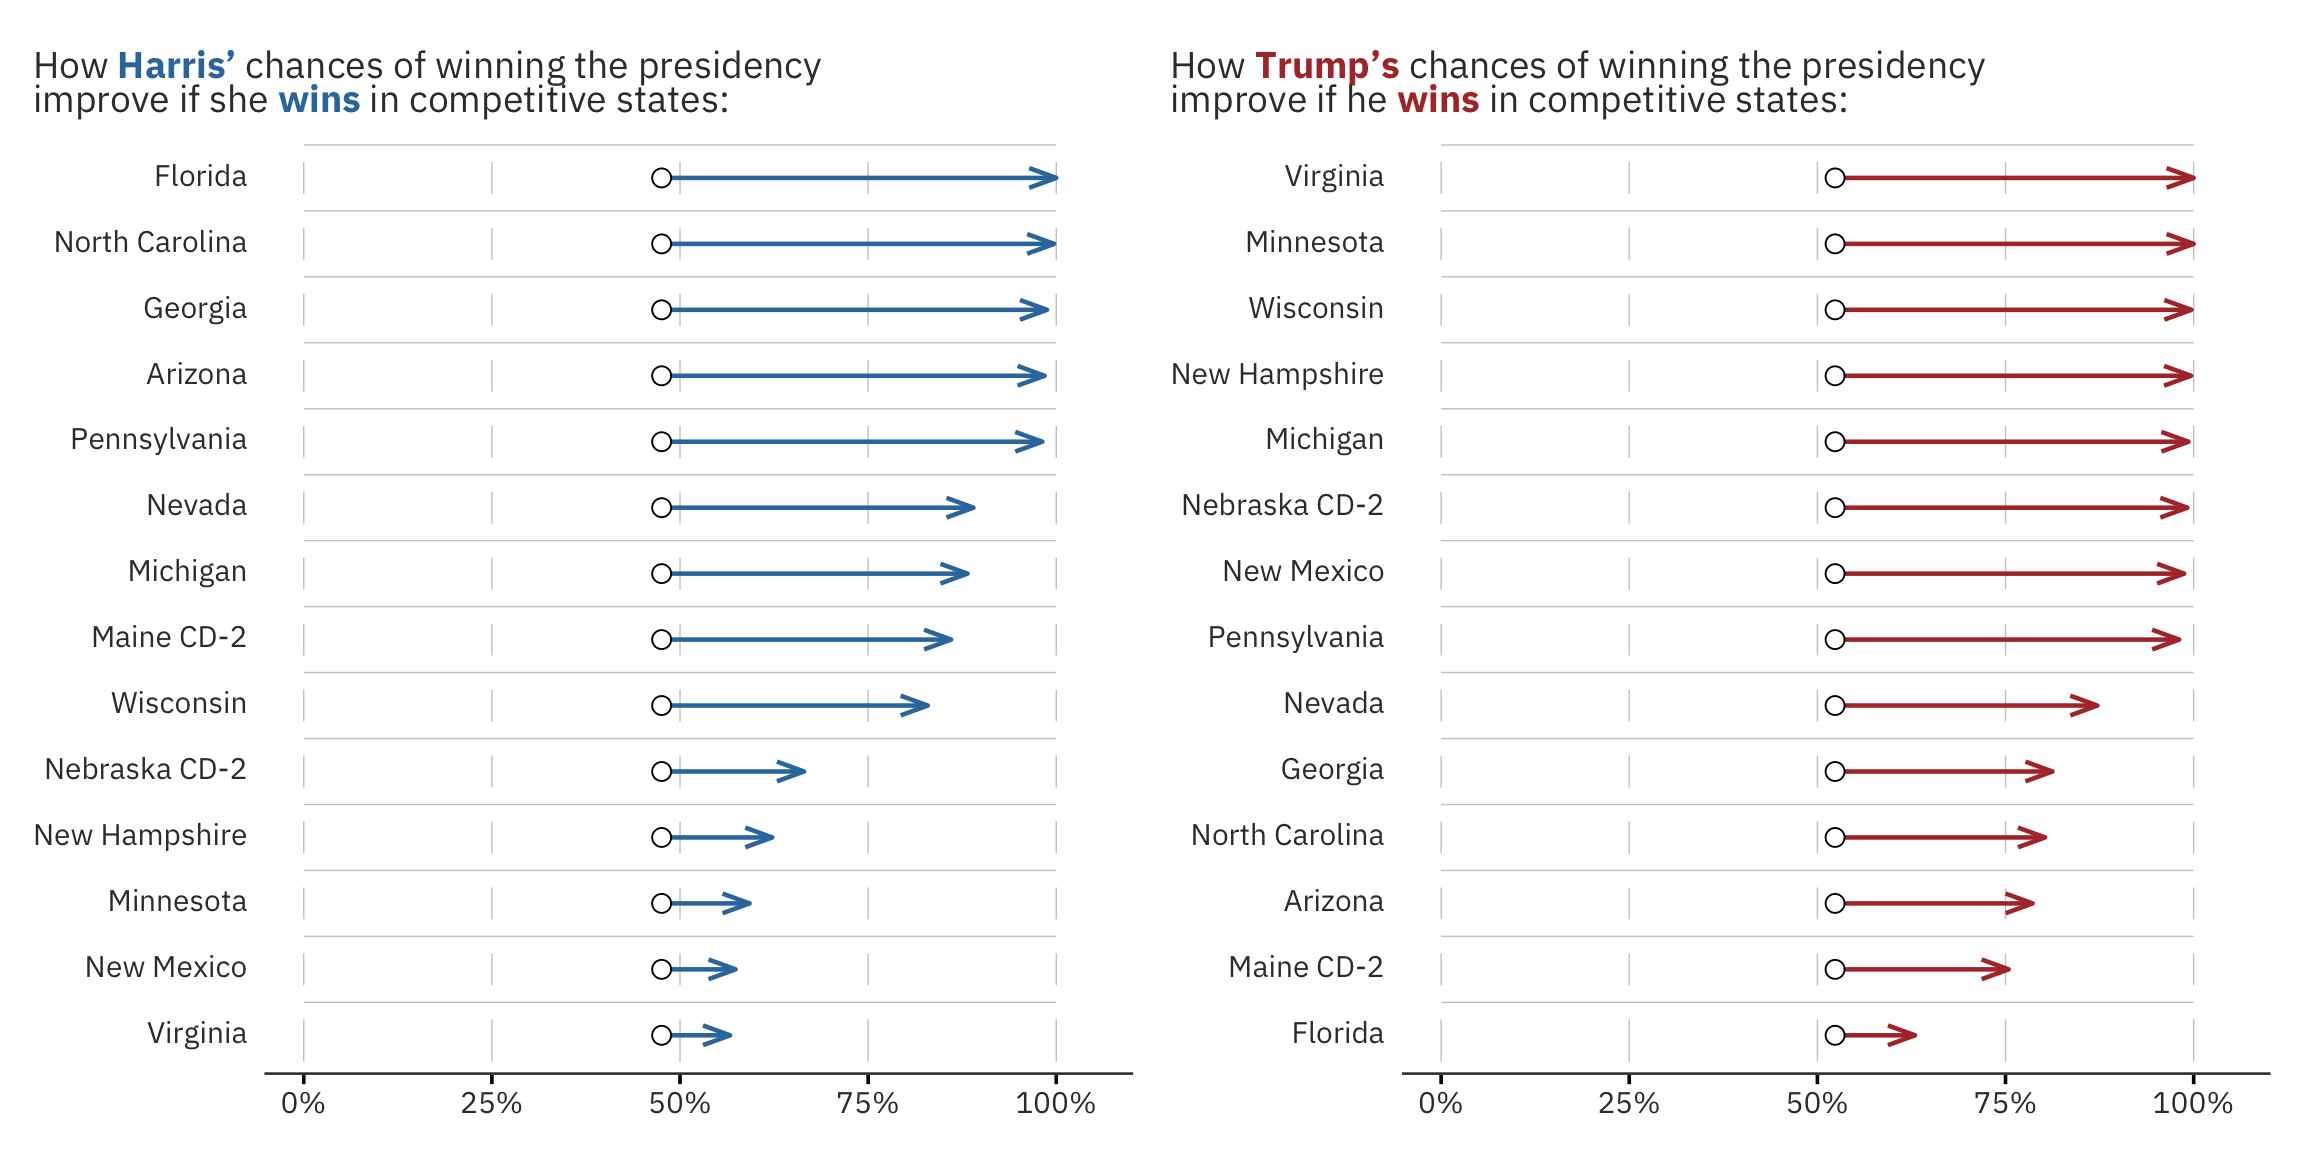 How Harris’ chances of winning the presidency
improve if she wins in competitive states:
Florida
North Carolina
Georgia
Arizona
Pennsylvania
Nevada
Michigan
Maine CD-2
Wisconsin
Nebraska CD-2
New Hampshire
Minnesota
New Mexico
Virginia
0% 25% 50% 75% 100%
How Trump’s chances of winning the presidency
improve if he wins in competitive states:
Virginia
Minnesota
Wisconsin
New Hampshire
Michigan
Nebraska CD-2
New Mexico
Pennsylvania
Nevada
Georgia
North Carolina
Arizona
Maine CD-2
Florida
0% 25% 50% 75% 100%